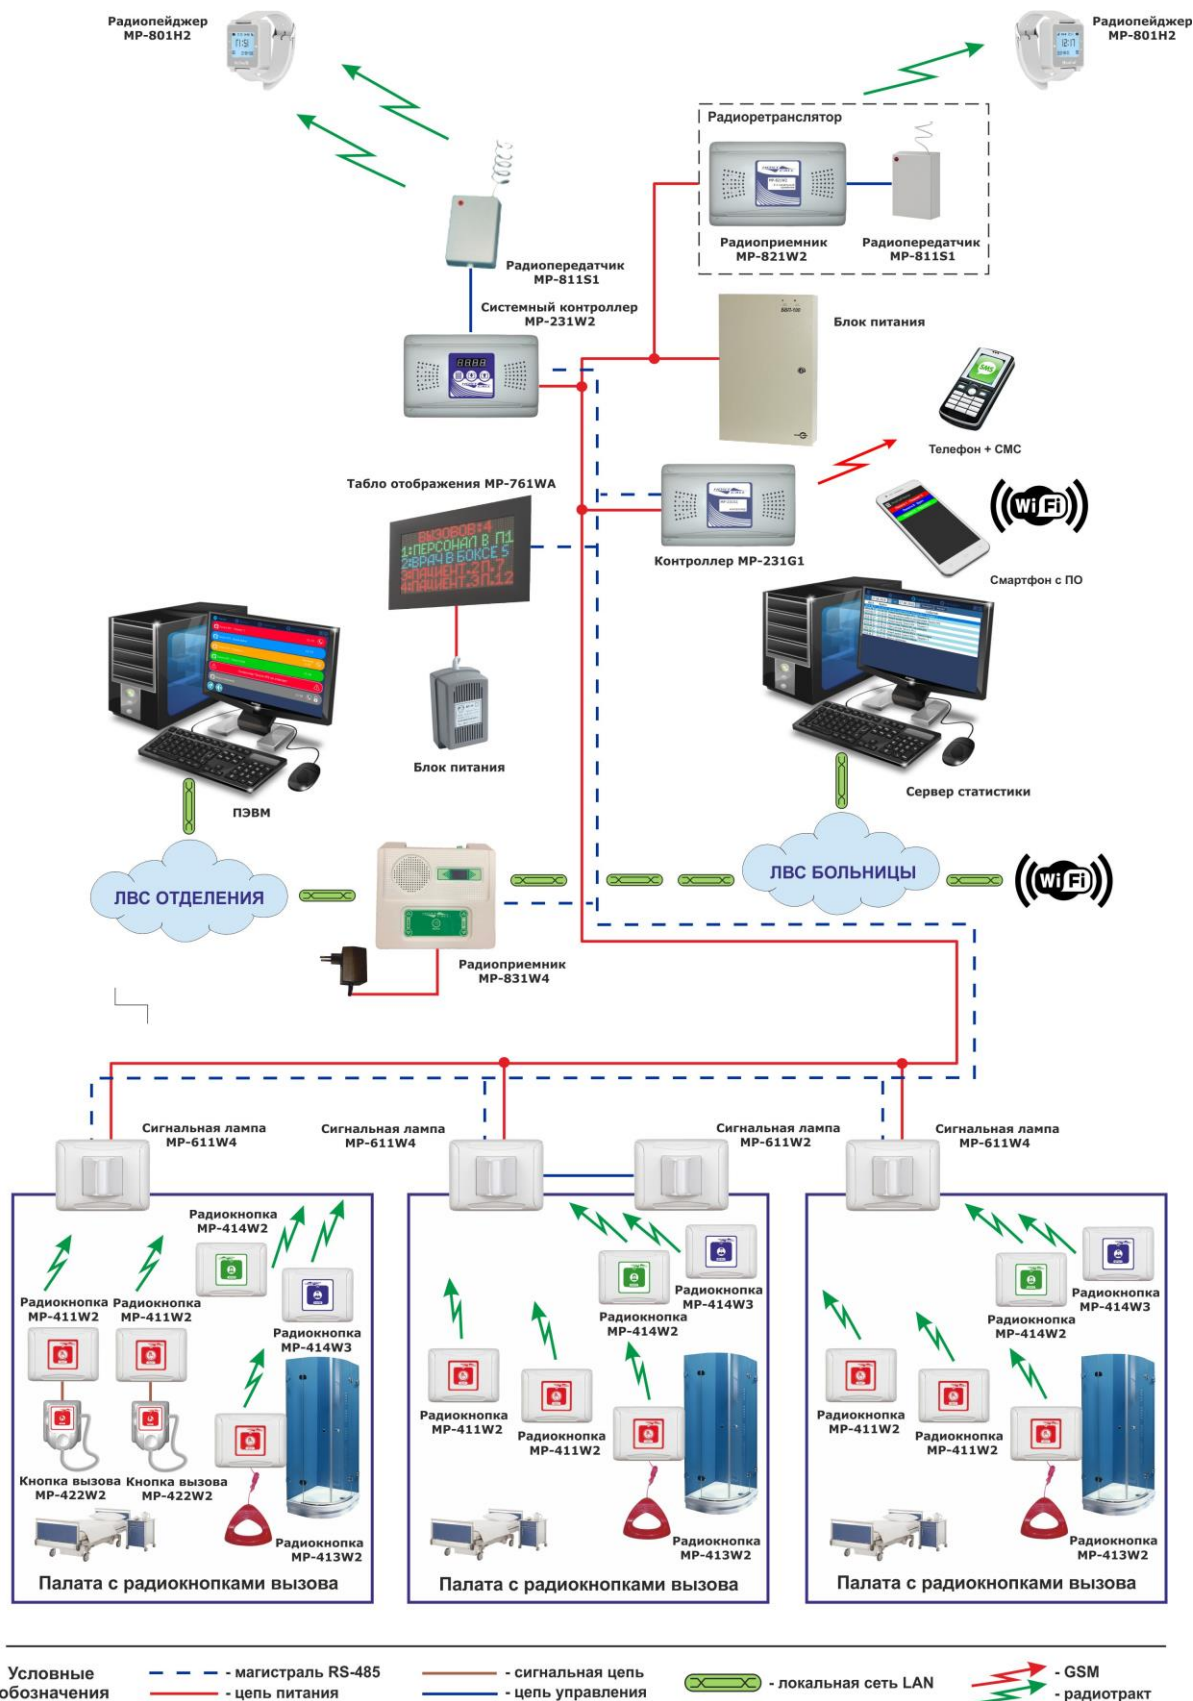 Радиопейджер
МР-801Н2
Радиопейджер
МР-801Н2
Радиоретранслятор
Радиоприемник
МР-821W2
Радиопередатчик
МР-811S1
Радиопередатчик
МР-811S1
Системный контроллер
МР-231W2
Блок питания
SMS
Телефон + СМС
Табло отображения МР-761WA
ВЫЗОВОВ:4
1:ПЕРСОНАЛ В П1
2:ВРАЧ В БОКСЕ 5
3:ПАЦИЕНТ.2 П.7
4:ПАЦИЕНТ.3 П.12
Контроллер МР-231G1
Wi Fi
Смартфон с ПО
Блок питания
ПЭВМ
Сервер статистики
ЛВС ОТДЕЛЕНИЯ
ЛВС БОЛЬНИЦЫ
Wi Fi
Радиоприемник
МР-831W4
Сигнальная лампа
МР-611W4
Сигнальная лампа
МР-611W4
Сигнальная лампа
МР-611W2
Сигнальная лампа
МР-611W4
Радиокнопка
МР-414W2
Радиокнопка
МР-411W2
Радиокнопка
МР-411W2
Радиокнопка
МР-414W3
Кнопка вызова
МР-422W2
Кнопка вызова
МР-422W2
Радиокнопка
МР-413W2
Палата с радиокнопками вызова
Радиокнопка
МР-414W3
Радиокнопка
МР-414W2
Радиокнопка
МР-411W2
Радиокнопка
МР-411W2
Радиокнопка
МР-413W2
Палата с радиокнопками вызова
Радиокнопка
МР-414W3
Радиокнопка
МР-414W2
Радиокнопка
МР-411W2
Радиокнопка
МР-411W2
Радиокнопка
МР-413W2
Палата с радиокнопками вызова
Условные
обозначения
- магистраль RS-485
- цепь питания
- сигнальная цепь
- цепь управления
- локальная сеть LAN
- GSM
- радиотракт